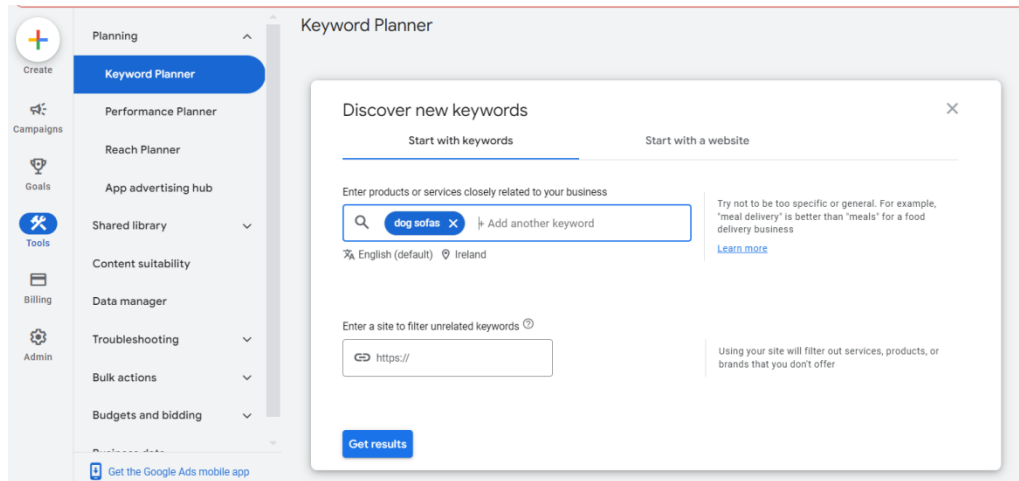 Create
Campaigns
Goals
Tools
Billing
Admin
Planning
Keyword Planner
Performance Planner
Reach Planner
App advertising hub
Shared library
Content suitability
Data manager
Troubleshooting
Bulk actions
Budgets and bidding
Business data
Get the Google Ads mobile app
Keyword Planner
Discover new keywords
Start with keywords
Start with a website
Enter products or services closely related to your business
dog sofas
+ Add another keyword
English (default) Ireland
Try not to be too specific or general. For example,
"meal delivery" is better than "meals" for a food
delivery business
Learn more
Enter a site to filter unrelated keywords
https://
Using your site will filter out services, products, or
brands that you don't offer
Get results